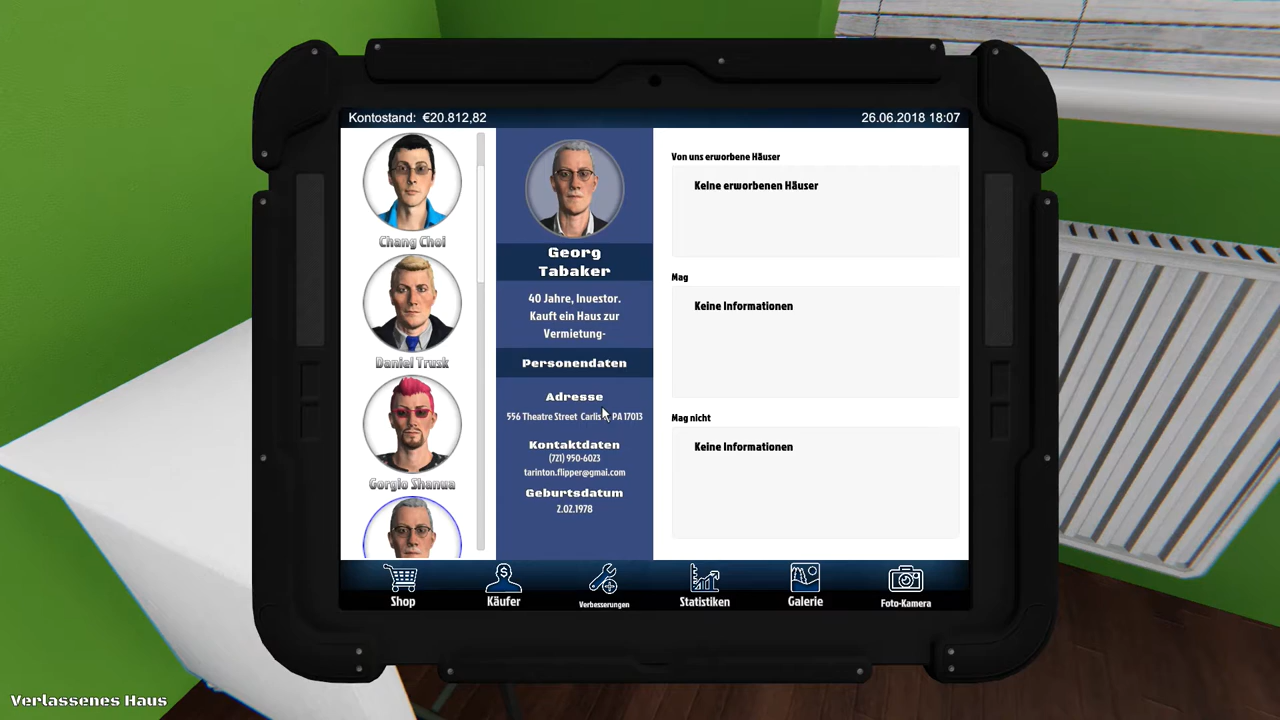 Kontostand: €20.812,82
26.06.2018 18:07
Chang Choi
Daniel Trusk
Gorgio Shanua
Georg
Tabaker
40 Jahre, Investor.
Kauft ein Haus zur
Vermietung-
Personendaten
Adresse
556 Theatre Street Carlisle, PA 17013
Kontaktdaten
(721) 950-6023
tarinton.flipper@gmai.com
Geburtsdatum
2.02.1978
Von uns erworbene Häuser
Keine erworbenen Häuser
Mag
Keine Informationen
Mag nicht
Keine Informationen
Shop
Käufer
Verbesserungen
Statistiken
Galerie
Foto-Kamera
Verlassenes Haus